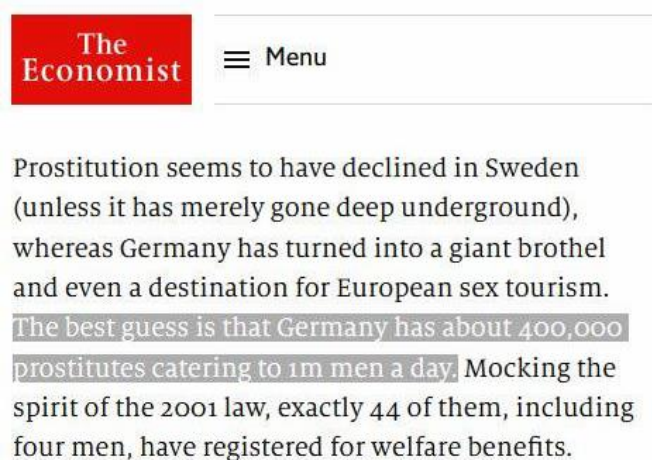 The
Economist
Menu
Prostitution seems to have declined in Sweden
(unless it has merely gone deep underground),
whereas Germany has turned into a giant brothel
and even a destination for European sex tourism.
The best guess is that Germany has about 400,000
prostitutes catering to 1m men a day. Mocking the
spirit of the 2001 law, exactly 44 of them, including
four men, have registered for welfare benefits.